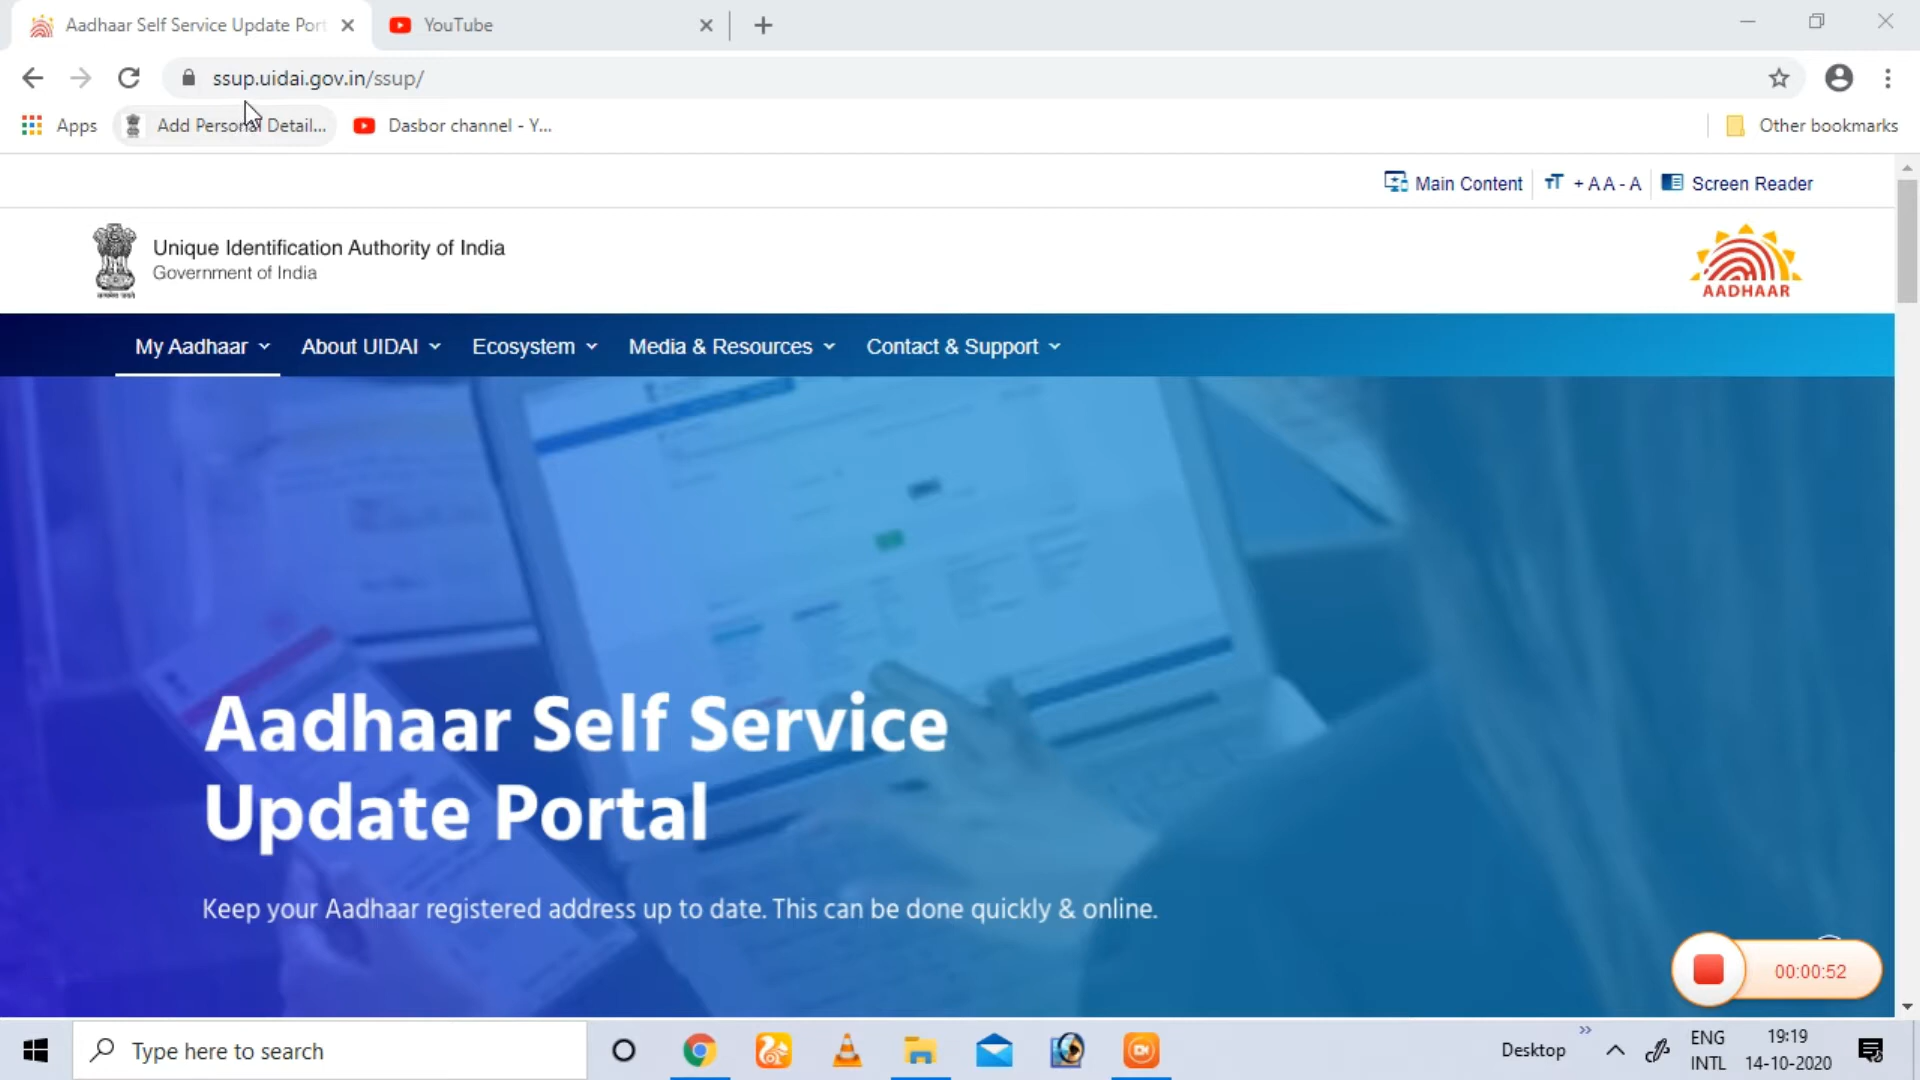 Aadhaar Self Service Update Port
YouTube
ssup.uidai.gov.in/ssup/
Apps
Add Personal Detail...
Dasbor channel - Y...
Other bookmarks
Main Content
+ A A - A
Screen Reader
Unique Identification Authority of India
Government of India
AADHAAR
My Aadhaar
About UIDAI
Ecosystem
Media & Resources
Contact & Support
Aadhaar Self Service
Update Portal
Keep your Aadhaar registered address up to date. This can be done quickly & online.
00:00:52
Type here to search
Desktop
ENG
INTL
19:19
14-10-2020